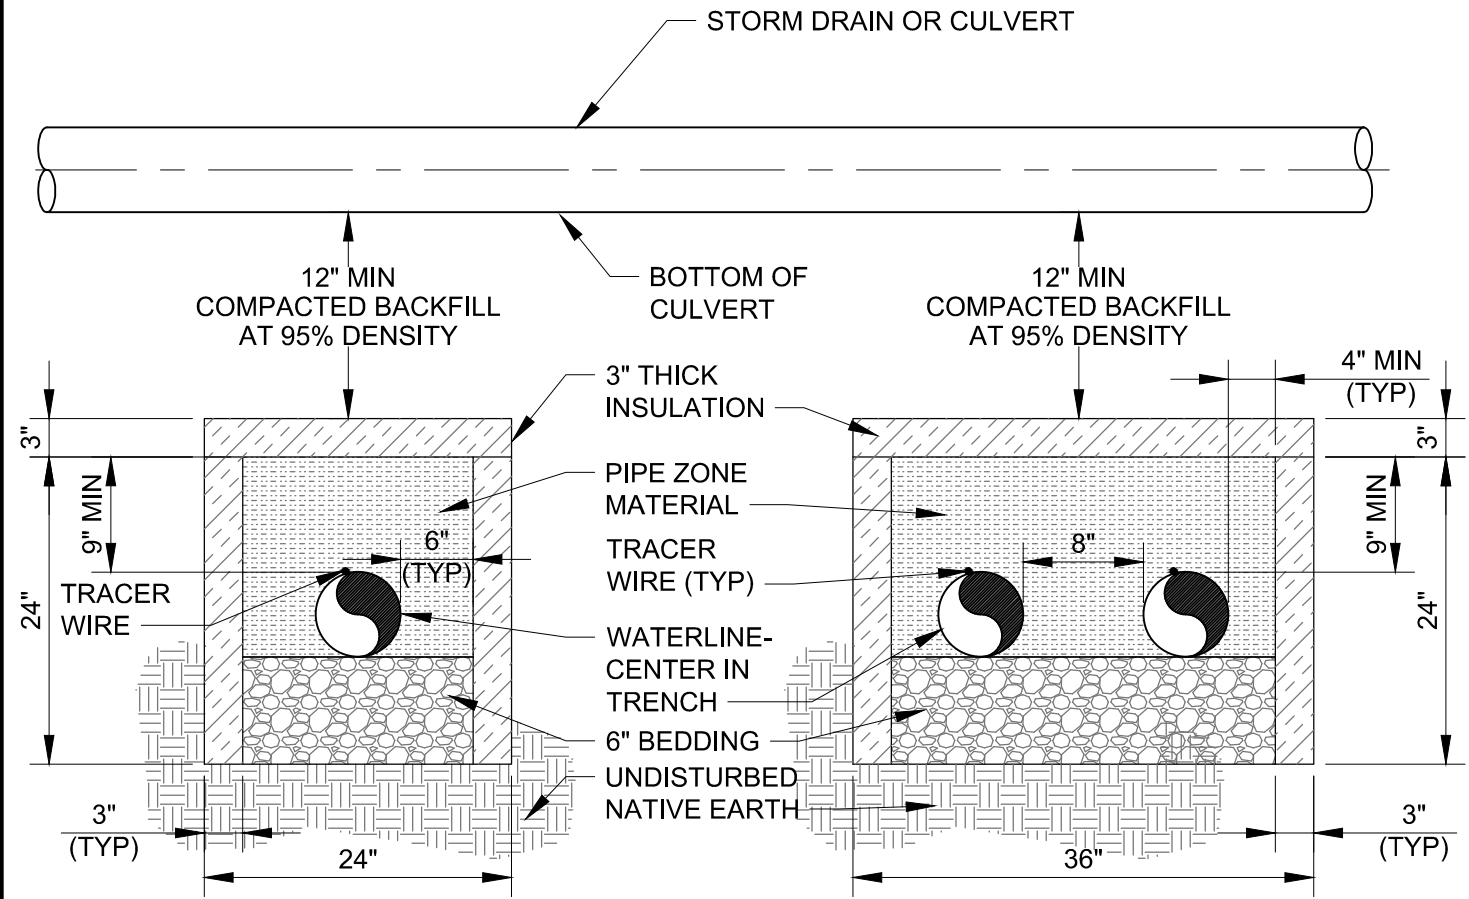 STORM DRAIN OR CULVERT
12" MIN
COMPACTED BACKFILL
AT 95% DENSITY
BOTTOM OF
CULVERT
12" MIN
COMPACTED BACKFILL
AT 95% DENSITY
3" THICK
INSULATION
4" MIN
(TYP)
3"
3"
PIPE ZONE
MATERIAL
9" MIN
9" MIN
6"
(TYP)
TRACER
WIRE (TYP)
8"
TRACER
WIRE
24"
24"
WATERLINE-
CENTER IN
TRENCH
6" BEDDING
UNDISTURBED
NATIVE EARTH
3"
(TYP)
24"
36"
3"
(TYP)